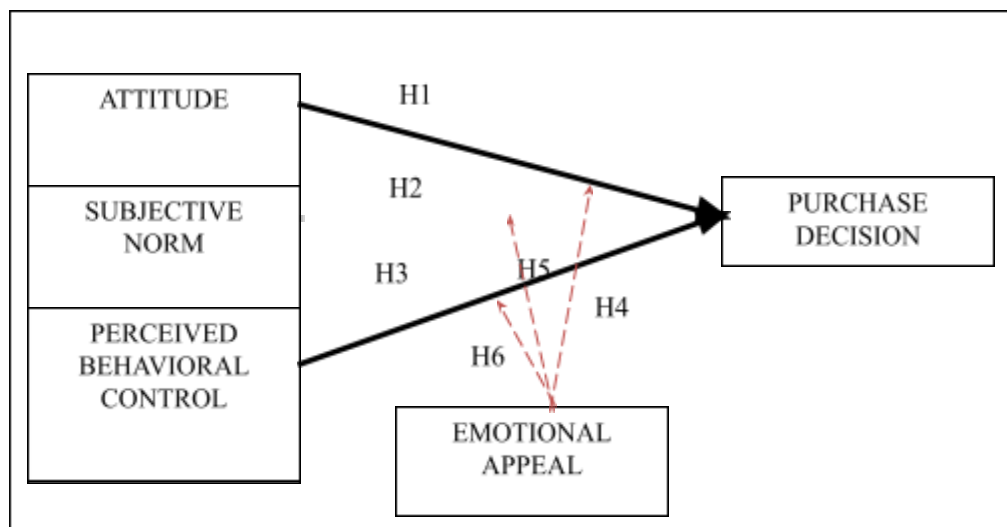 ATTITUDE
H1
H2
SUBJECTIVE
NORM
PURCHASE
DECISION
H3
H5
H4
PERCEIVED
BEHAVIORAL
CONTROL
H6
EMOTIONAL
APPEAL